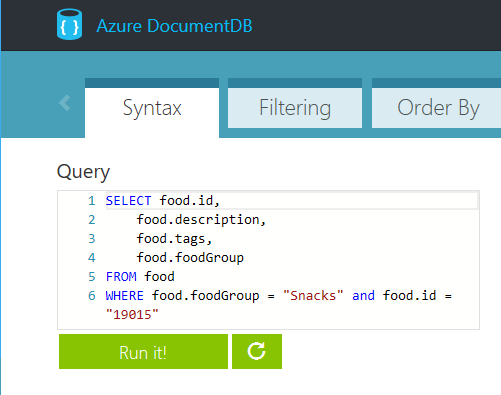 { } Azure DocumentDB
Syntax Filtering Order By
Query
1 SELECT food.id,
2 food.description,
3 food.tags,
4 food.foodGroup
5 FROM food
6 WHERE food.foodGroup = "Snacks" and food.id =
"19015"
Run it!